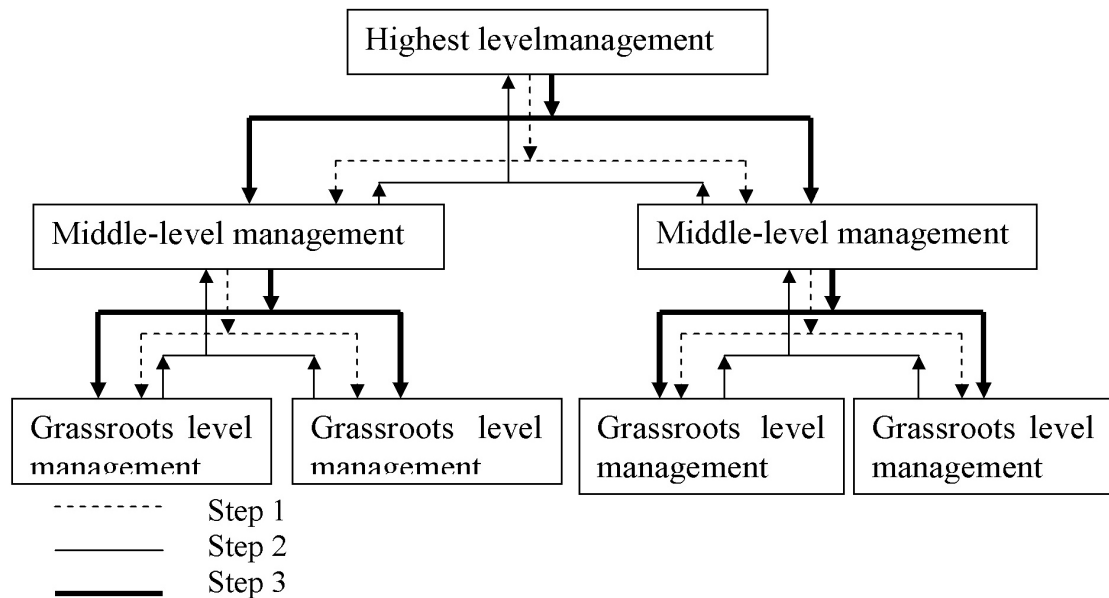 Highest levelmanagement
Middle-level management
Middle-level management
Grassroots level
management
Grassroots level
management
Grassroots level
management
Grassroots level
management
Step 1
Step 2
Step 3